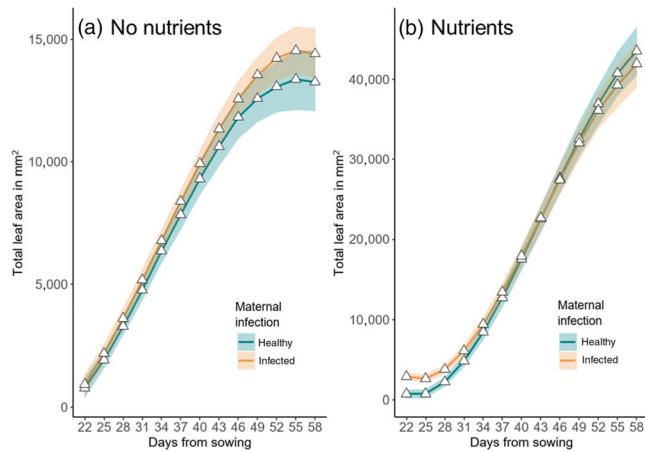 (a) No nutrients
Total leaf area in mm²
15,000
10,000
5,000
0
Maternal
infection
Healthy
Infected
22 25 28 31 34 37 40 43 46 49 52 55 58
Days from sowing
(b) Nutrients
Total leaf area in mm²
40,000
30,000
20,000
10,000
0
Maternal
infection
Healthy
Infected
22 25 28 31 34 37 40 43 46 49 52 55 58
Days from sowing